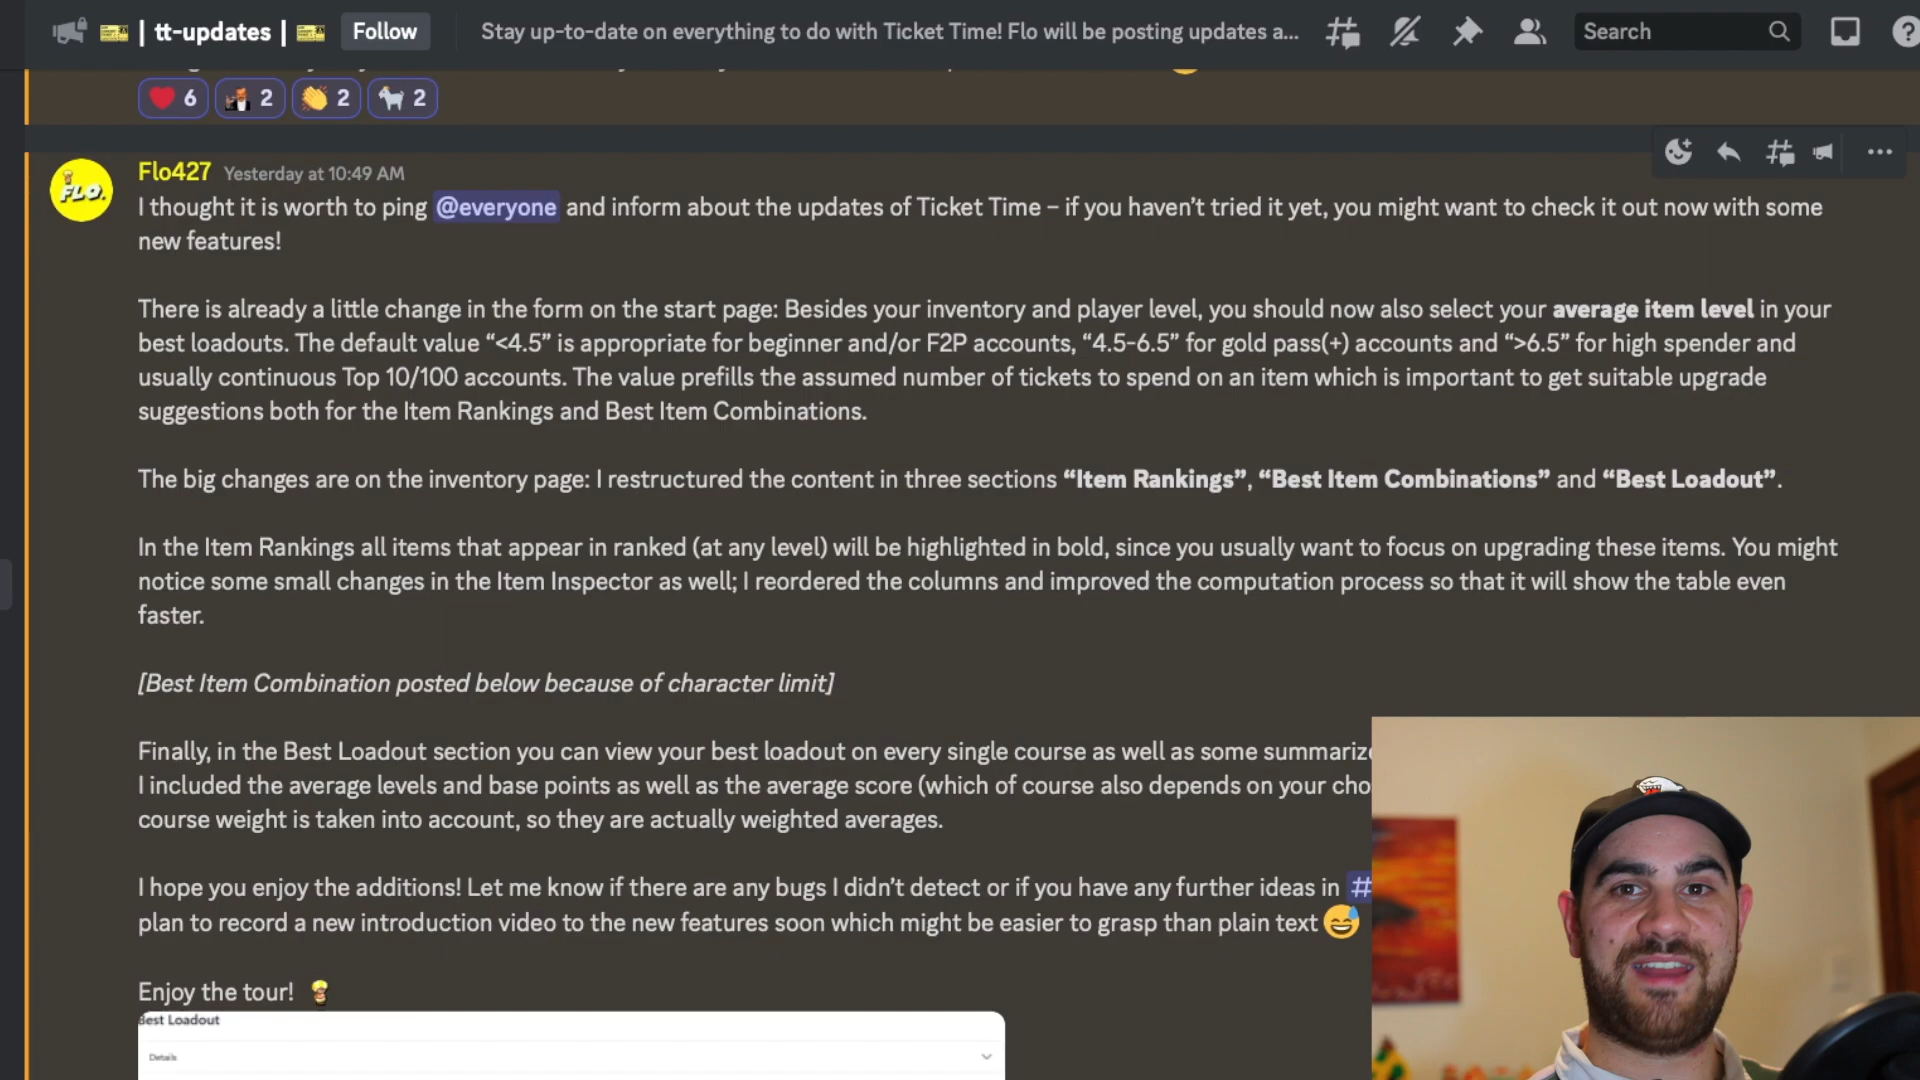 | tt-updates | Follow Stay up-to-date on everything to do with Ticket Time! Flo will be posting updates a... Search
6 2 2 2
FLO.
Flo427 Yesterday at 10:49 AM
I thought it is worth to ping @everyone and inform about the updates of Ticket Time – if you haven't tried it yet, you might want to check it out now with some
new features!
There is already a little change in the form on the start page: Besides your inventory and player level, you should now also select your average item level in your
best loadouts. The default value “<4.5” is appropriate for beginner and/or F2P accounts, “4.5-6.5” for gold pass(+) accounts and “>6.5” for high spender and
usually continuous Top 10/100 accounts. The value prefills the assumed number of tickets to spend on an item which is important to get suitable upgrade
suggestions both for the Item Rankings and Best Item Combinations.
The big changes are on the inventory page: I restructured the content in three sections “Item Rankings”, “Best Item Combinations” and “Best Loadout”.
In the Item Rankings all items that appear in ranked (at any level) will be highlighted in bold, since you usually want to focus on upgrading these items. You might
notice some small changes in the Item Inspector as well; I reordered the columns and improved the computation process so that it will show the table even
faster.
[Best Item Combination posted below because of character limit]
Finally, in the Best Loadout section you can view your best loadout on every single course as well as some summariz
I included the average levels and base points as well as the average score (which of course also depends on your cho
course weight is taken into account, so they are actually weighted averages.
I hope you enjoy the additions! Let me know if there are any bugs I didn't detect or if you have any further ideas in #
plan to record a new introduction video to the new features soon which might be easier to grasp than plain text
Enjoy the tour!
Best Loadout
Details